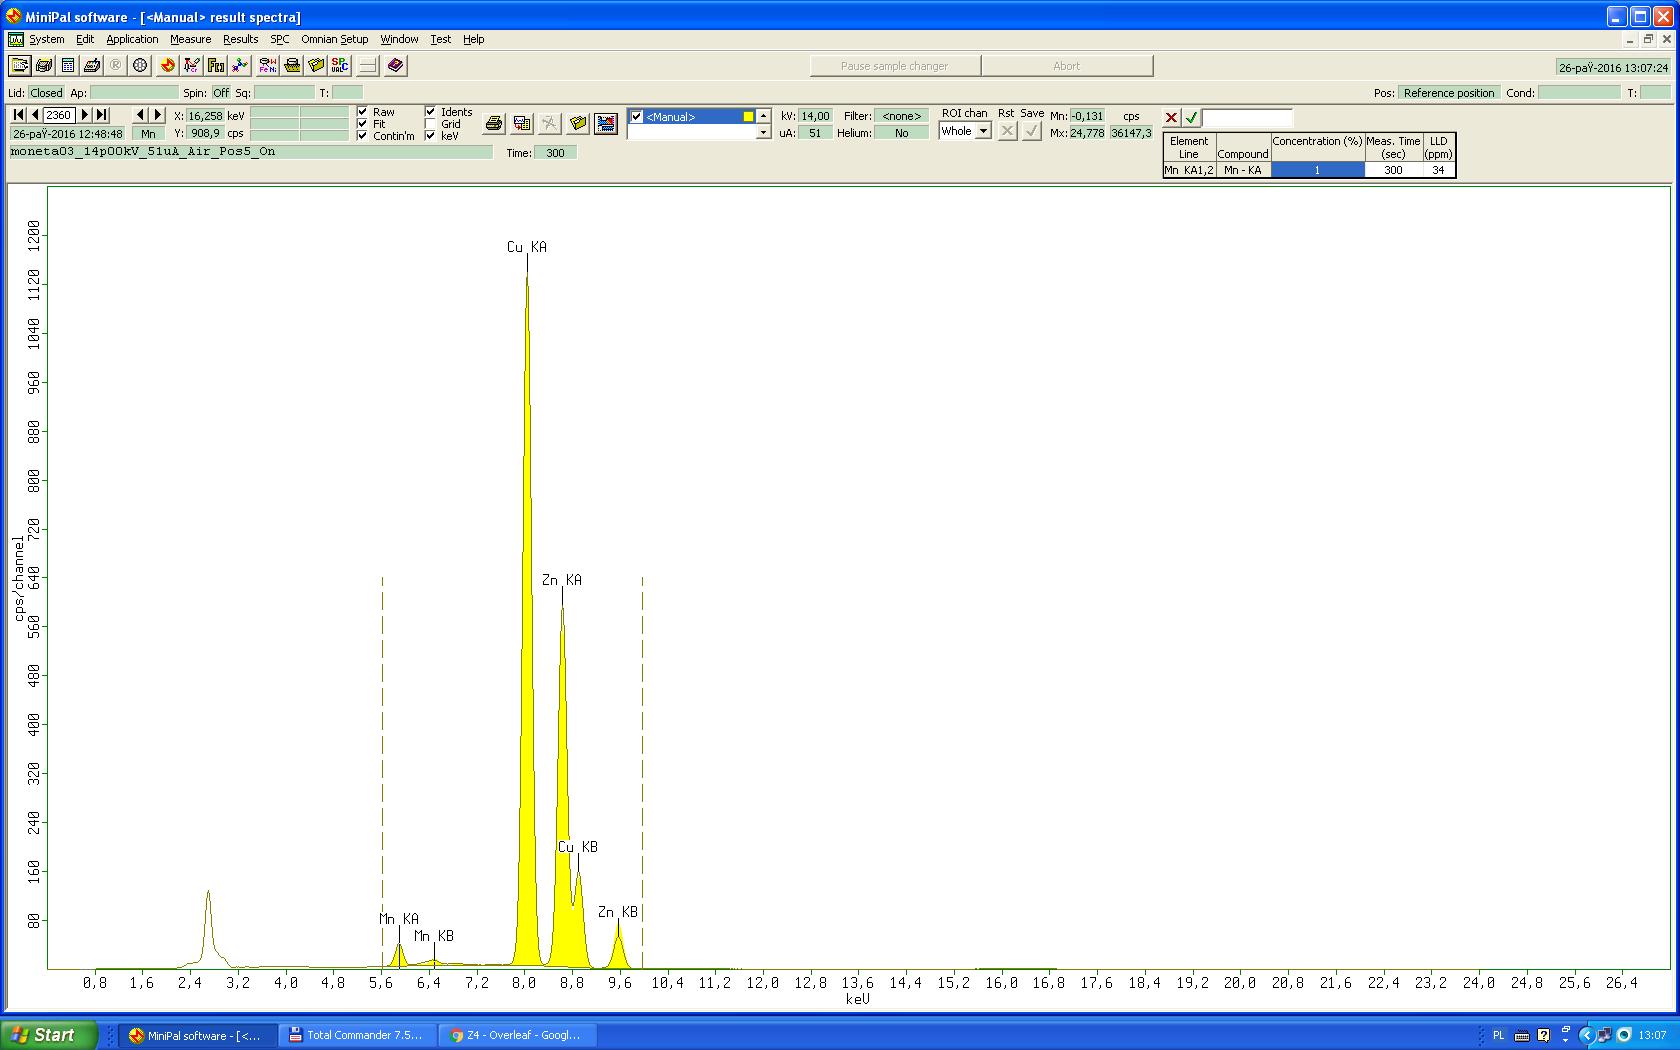 MiniPal software - [<Manual> result spectra]
System Edit Application Measure Results SPC Omnian Setup Window Test Help
Pause sample changer Abort 26-paÝ-2016 13:07:24
Lid: Closed Ap: Spin: Off Sq: T: Pos: Reference position Cond: T:
2360 X: 16,258 keV Raw Idents <Manual> kV: 14,00 Filter: <none> ROI chan Rst Save Mn: -0,131 cps
26-paÝ-2016 12:48:48 Mn Y: 908,9 cps Fit Grid uA: 51 Helium: No Whole Mx: 24,778 36147,3
Contin'm keV
moneta03_14p00kV_51uA_Air_Pos5_On Time: 300
Element Line Compound Concentration (%) Meas. Time (sec) LLD (ppm)
Mn KA1,2 Mn - KA 1 300 34
cps/channel
1200
1120
1040
960
880
800
720
640
560
480
400
320
240
160
80
Cu KA
Zn KA
Cu KB
Zn KB
Mn KA
Mn KB
0,8 1,6 2,4 3,2 4,0 4,8 5,6 6,4 7,2 8,0 8,8 9,6 10,4 11,2 12,0 12,8 13,6 14,4 15,2 16,0 16,8 17,6 18,4 19,2 20,0 20,8 21,6 22,4 23,2 24,0 24,8 25,6 26,4
keV
Start MiniPal software - [<... Total Commander 7.5... Z4 - Overleaf - Googl... PL 13:07